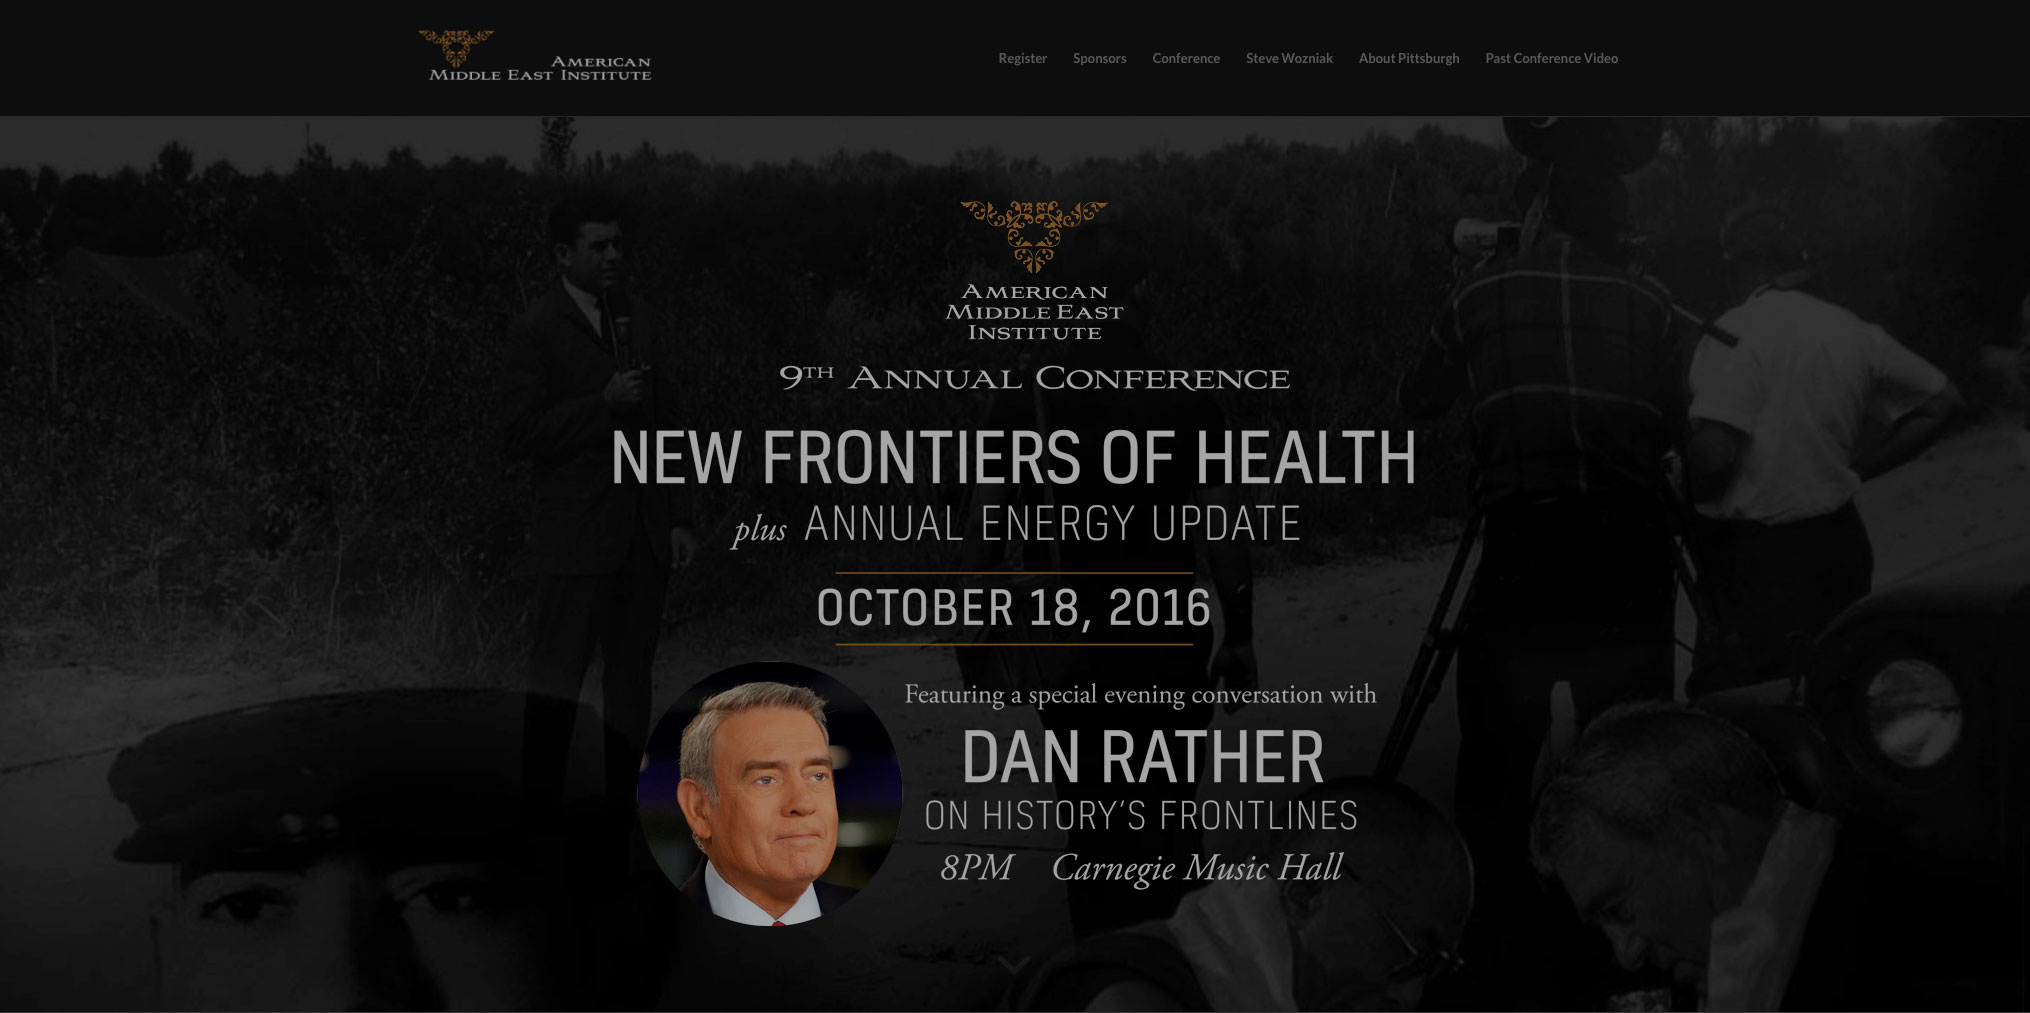 American
Middle East Institute
Register Sponsors Conference Steve Wozniak About Pittsburgh Past Conference Video
American
Middle East
Institute
9TH Annual Conference
NEW FRONTIERS OF HEALTH
plus ANNUAL ENERGY UPDATE
OCTOBER 18, 2016
Featuring a special evening conversation with
DAN RATHER
ON HISTORY'S FRONTLINES
8PM Carnegie Music Hall